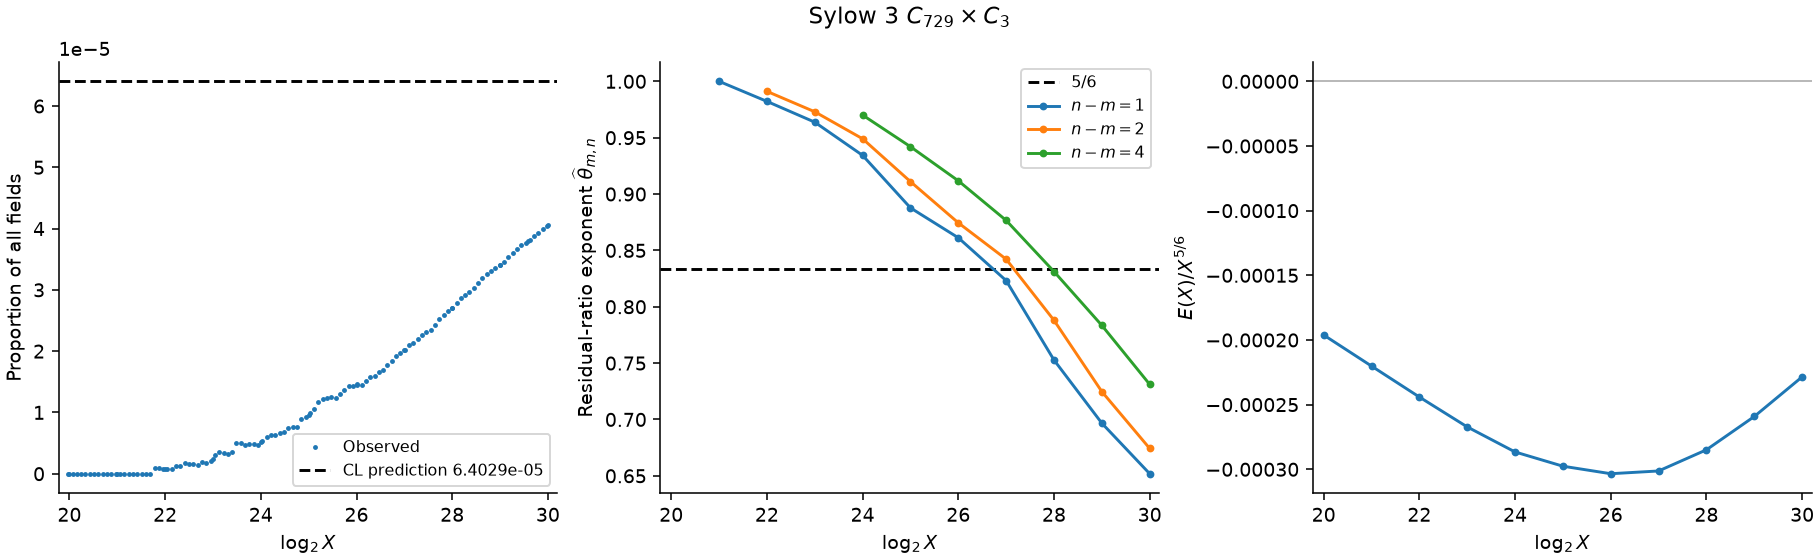 Sylow 3 $C_{729} \times C_3$
1e−5
Proportion of all fields
6
5
4
3
2
1
0
Observed
CL prediction 6.4029e-05
20 22 24 26 28 30
$\log_2 X$
Residual-ratio exponent $\widehat{\theta}_{m,n}$
1.00
0.95
0.90
0.85
0.80
0.75
0.70
0.65
5/6
$n - m = 1$
$n - m = 2$
$n - m = 4$
20 22 24 26 28 30
$\log_2 X$
$E(X)/X^{5/6}$
0.00000
−0.00005
−0.00010
−0.00015
−0.00020
−0.00025
−0.00030
20 22 24 26 28 30
$\log_2 X$